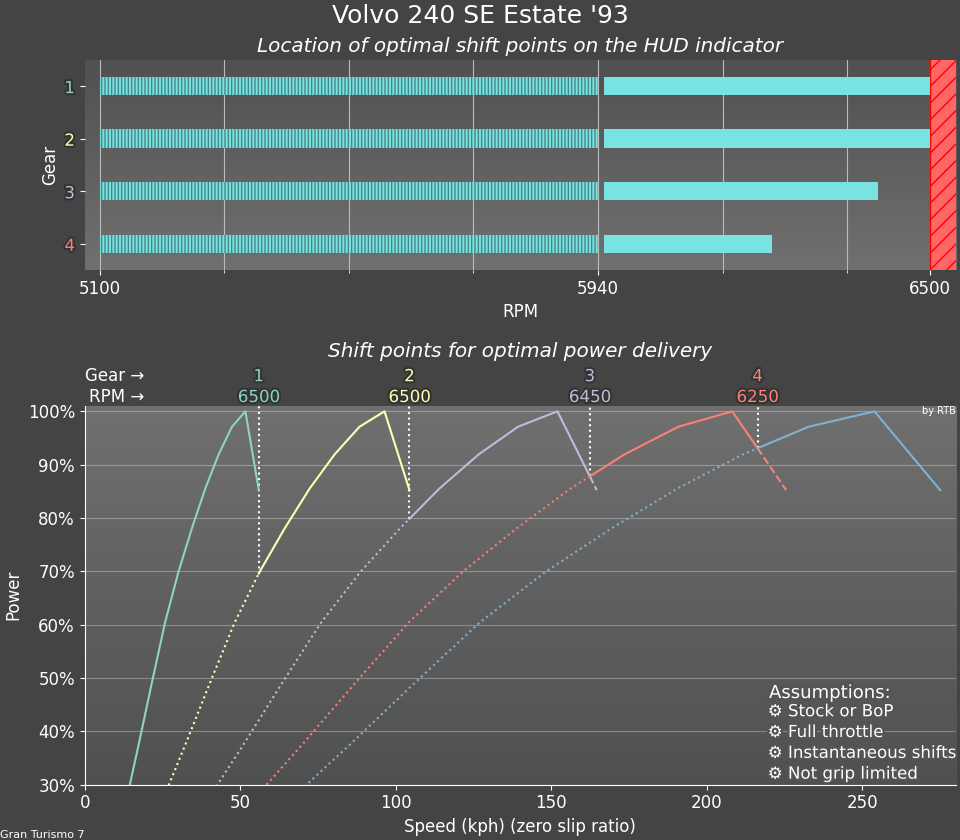 Volvo 240 SE Estate '93
Location of optimal shift points on the HUD indicator
Gear
1
2
3
4
5100 5940 6500
RPM
Shift points for optimal power delivery
Gear → 1 2 3 4
RPM → 6500 6500 6450 6250
by RTB
Power
100%
90%
80%
70%
60%
50%
40%
30%
Assumptions:
⚙ Stock or BoP
⚙ Full throttle
⚙ Instantaneous shifts
⚙ Not grip limited
0 50 100 150 200 250
Speed (kph) (zero slip ratio)
Gran Turismo 7